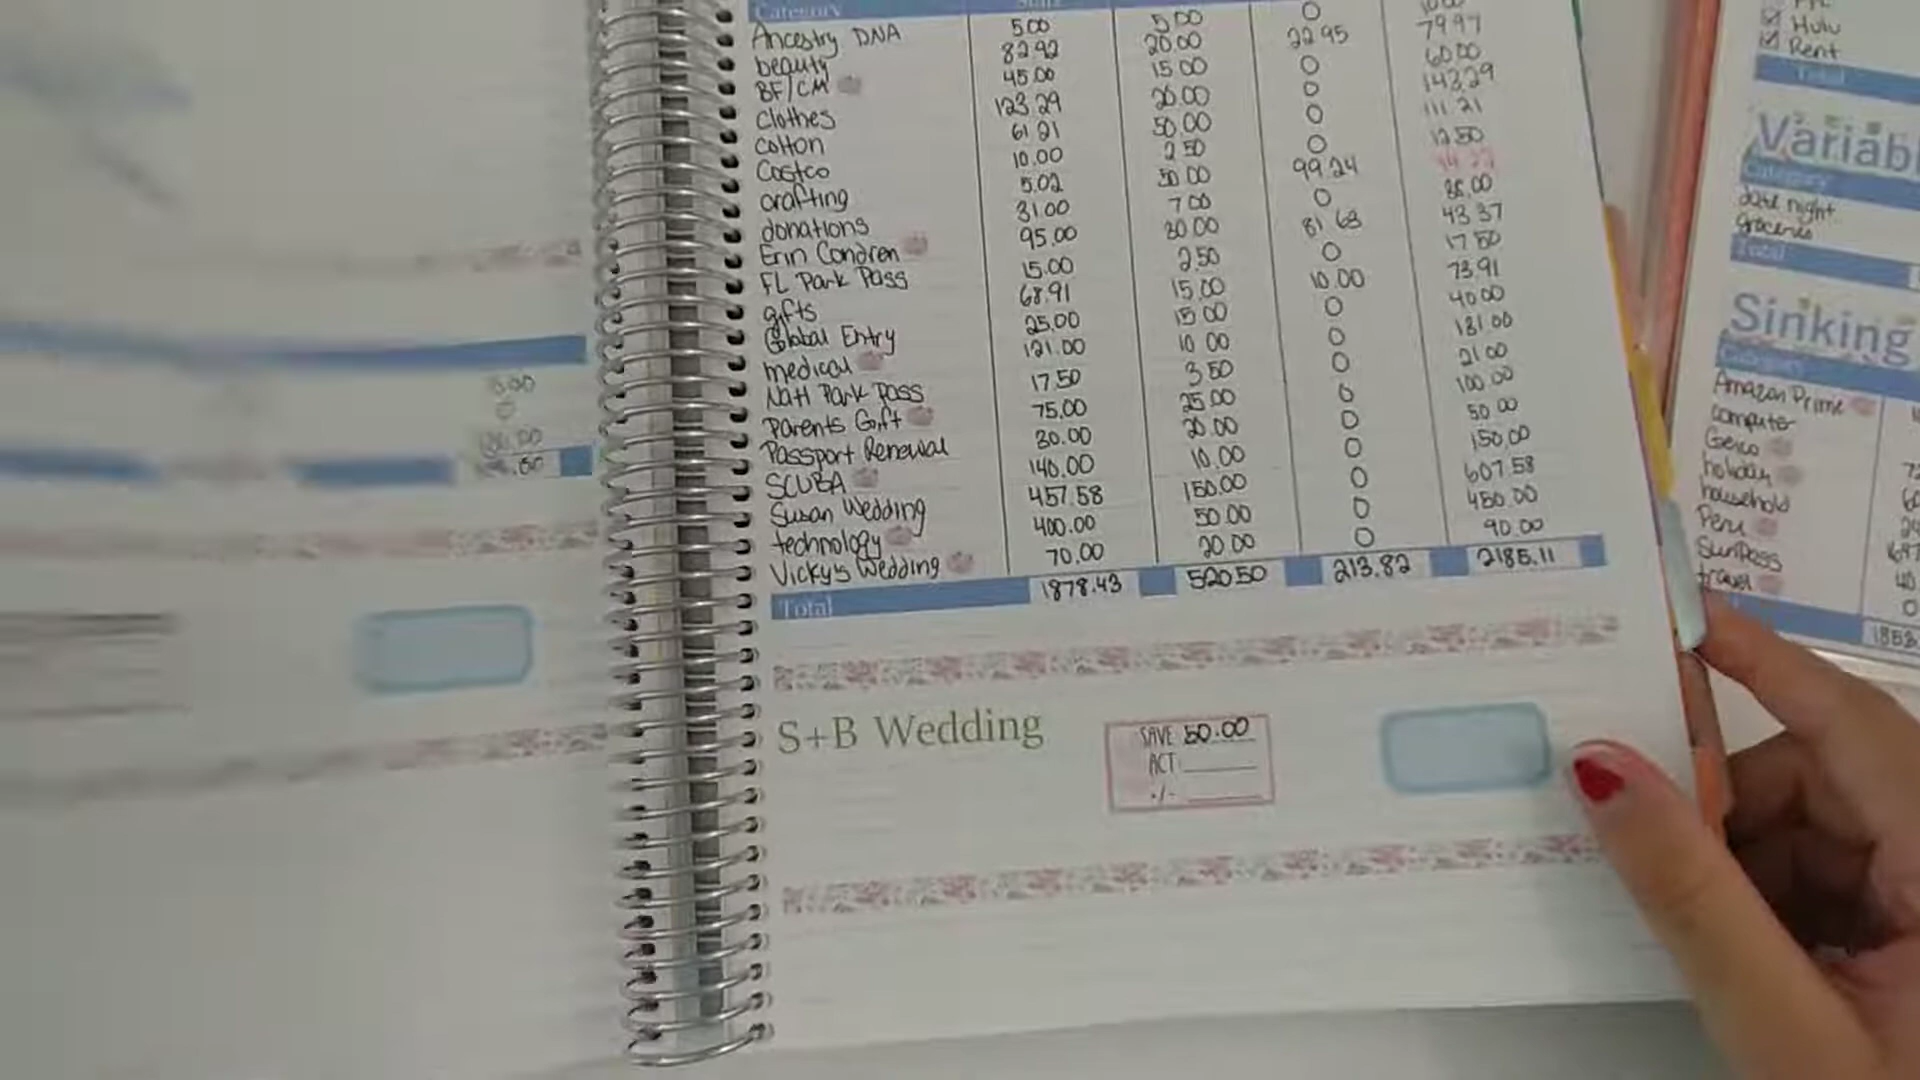 Category Start
Ancestry DNA 5.00 5.00 0 10.00
beauty 82.92 20.00 22.95 79.97
BF/CM 45.00 15.00 0 60.00
clothes 123.29 20.00 0 143.29
colton 61.21 50.00 0 111.21
Costco 10.00 2.50 0 12.50
crafting 5.02 30.00 99.24
donations 31.00 7.00 0 38.00
Erin Condren 95.00 30.00 81.63 43.37
FL Park Pass 15.00 2.50 0 17.50
gifts 68.91 15.00 10.00 73.91
Global Entry 25.00 15.00 0 40.00
medical 121.00 10.00 0 131.00
Nat'l Park Pass 17.50 3.50 0 21.00
Parents Gift 75.00 25.00 0 100.00
Passport Renewal 30.00 20.00 0 50.00
SCUBA 140.00 10.00 0 150.00
Susan Wedding 457.58 150.00 0 607.58
technology 400.00 50.00 0 450.00
Vicky's Wedding 70.00 20.00 0 90.00
Total 1878.43 520.50 213.82 2185.11
S+B Wedding
SAVE 50.00
ACT
+/-
Hulu
Rent
Total
Variabl
Category
date night
groceries
Total
Sinking
Category
Amazon Prime
computer
Geico
holiday
household
Peru
SunPass
travel